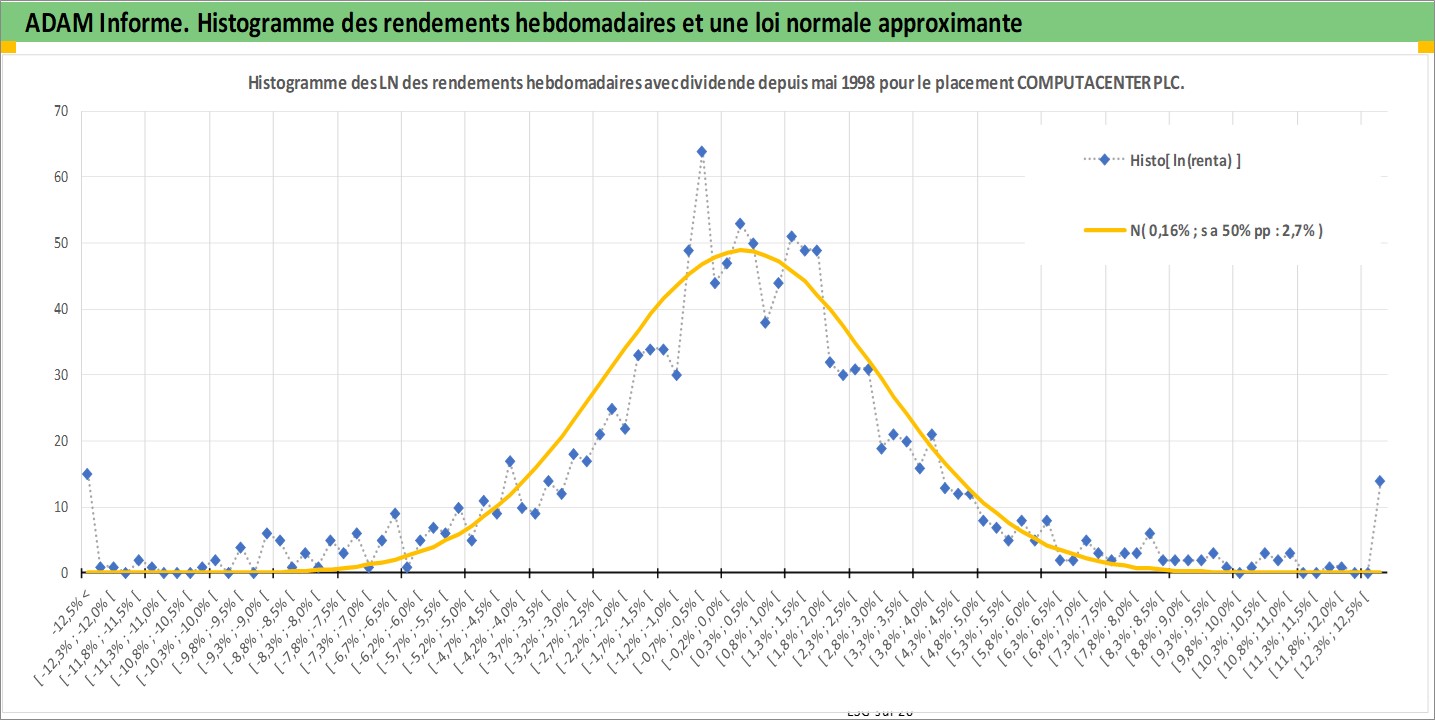 ADAM Informe. Histogramme des rendements hebdomadaires et une loi normale approximante
Histogramme des LN des rendements hebdomadaires avec dividende depuis mai 1998 pour le placement COMPUTACENTER PLC.
70
60
50
40
30
20
10
0
Histo[ ln(renta) ]
N( 0,16% ; s a 50% pp : 2,7% )
-12,5% <
[ -12,3% ; -12,0% [
[ -11,8% ; -11,5% [
[ -11,3% ; -11,0% [
[ -10,8% ; -10,5% [
[ -10,3% ; -10,0% [
[ -9,8% ; -9,5% [
[ -9,3% ; -9,0% [
[ -8,8% ; -8,5% [
[ -8,3% ; -8,0% [
[ -7,8% ; -7,5% [
[ -7,3% ; -7,0% [
[ -6,7% ; -6,5% [
[ -6,2% ; -6,0% [
[ -5,7% ; -5,5% [
[ -5,2% ; -5,0% [
[ -4,7% ; -4,5% [
[ -4,2% ; -4,0% [
[ -3,7% ; -3,5% [
[ -3,2% ; -3,0% [
[ -2,7% ; -2,5% [
[ -2,2% ; -2,0% [
[ -1,7% ; -1,5% [
[ -1,2% ; -1,0% [
[ -0,7% ; -0,5% [
[ -0,2% ; 0,0% [
[ 0,3% ; 0,5% [
[ 0,8% ; 1,0% [
[ 1,3% ; 1,5% [
[ 1,8% ; 2,0% [
[ 2,3% ; 2,5% [
[ 2,8% ; 3,0% [
[ 3,3% ; 3,5% [
[ 3,8% ; 4,0% [
[ 4,3% ; 4,5% [
[ 4,8% ; 5,0% [
[ 5,3% ; 5,5% [
[ 5,8% ; 6,0% [
[ 6,3% ; 6,5% [
[ 6,8% ; 7,0% [
[ 7,3% ; 7,5% [
[ 7,8% ; 8,0% [
[ 8,3% ; 8,5% [
[ 8,8% ; 9,0% [
[ 9,3% ; 9,5% [
[ 9,8% ; 10,0% [
[ 10,3% ; 10,5% [
[ 10,8% ; 11,0% [
[ 11,3% ; 11,5% [
[ 11,8% ; 12,0% [
[ 12,3% ; 12,5% [